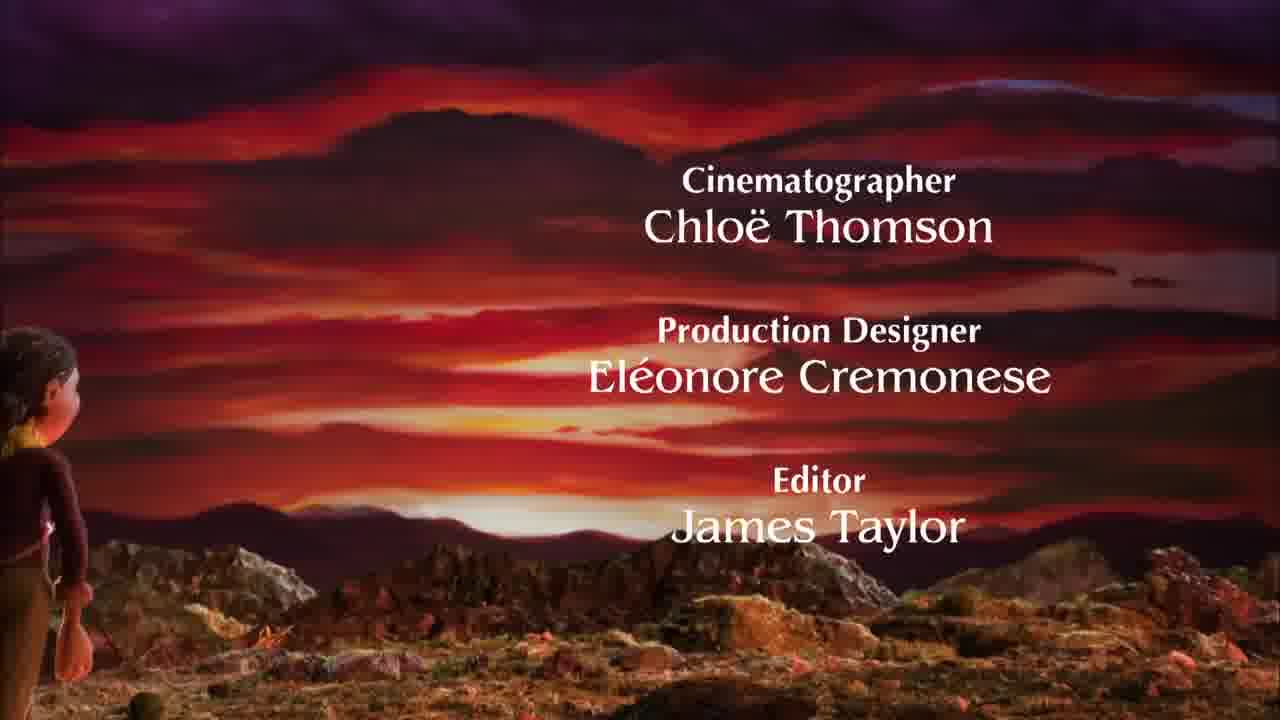 Cinematographer
Chloë Thomson
Production Designer
Eléonore Cremonese
Editor
James Taylor